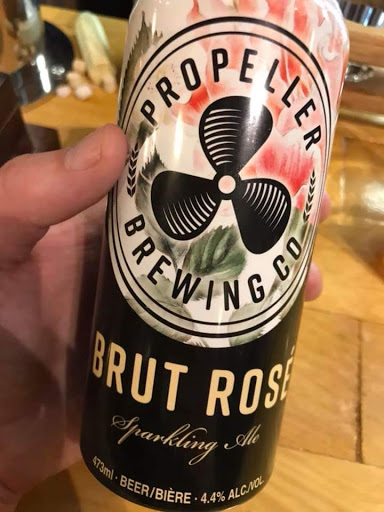 PROPELLER
BREWING CO
BRUT ROSÉ
Sparkling Ale
473ml · BEER/BIÈRE · 4.4% ALC./VOL.